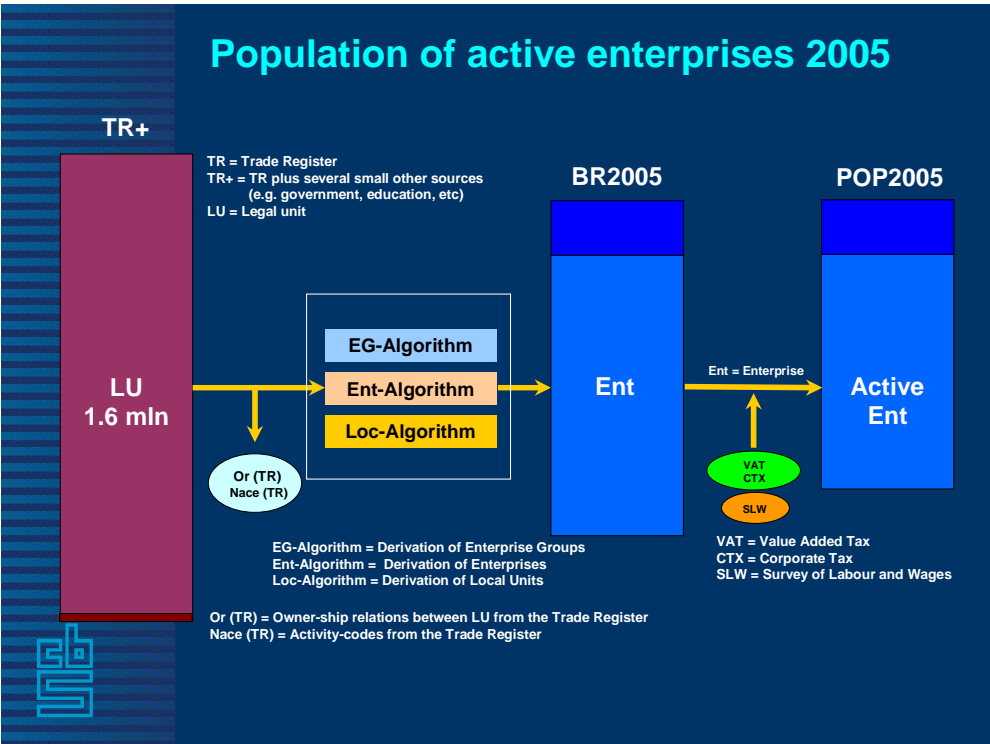 Population of active enterprises 2005
TR+
TR = Trade Register
TR+ = TR plus several small other sources
(e.g. government, education, etc)
LU = Legal unit
BR2005
POP2005
EG-Algorithm
Ent-Algorithm
Loc-Algorithm
LU
1.6 mln
Ent
Ent = Enterprise
Active
Ent
Or (TR)
Nace (TR)
VAT
CTX
SLW
EG-Algorithm = Derivation of Enterprise Groups
Ent-Algorithm = Derivation of Enterprises
Loc-Algorithm = Derivation of Local Units
VAT = Value Added Tax
CTX = Corporate Tax
SLW = Survey of Labour and Wages
Or (TR) = Owner-ship relations between LU from the Trade Register
Nace (TR) = Activity-codes from the Trade Register
cb
S